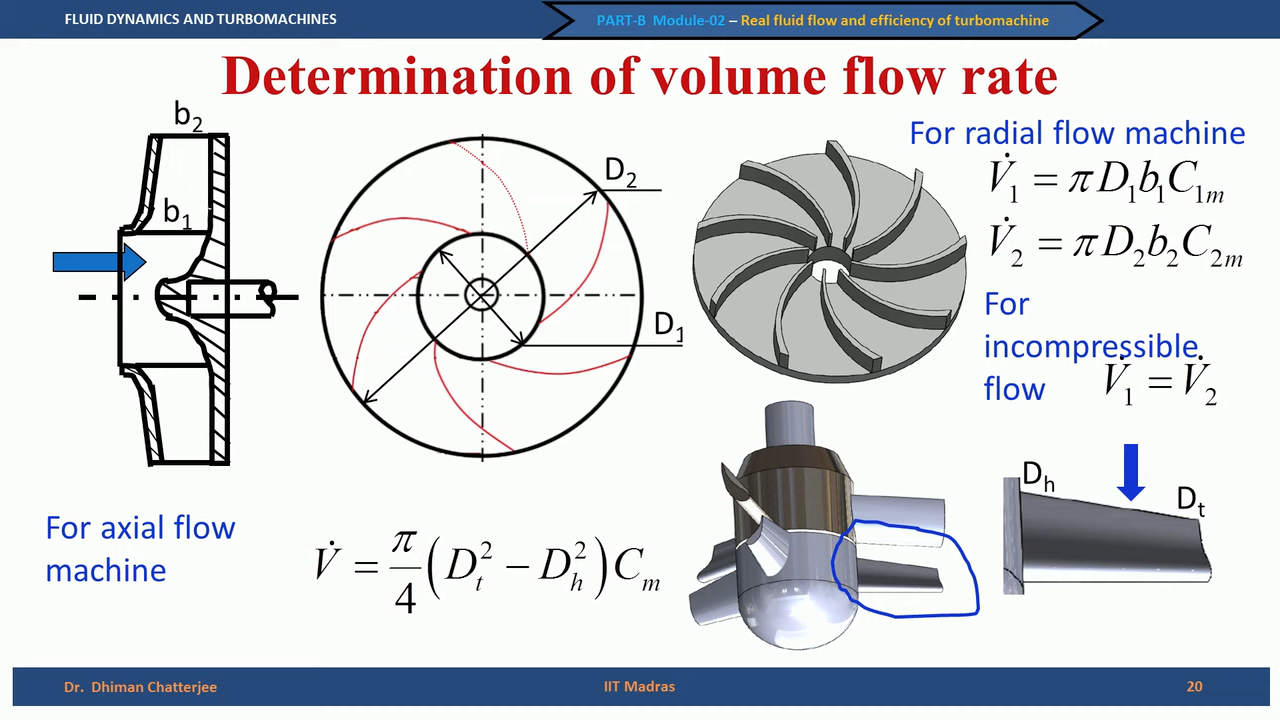 FLUID DYNAMICS AND TURBOMACHINES
PART-B Module-02 – Real fluid flow and efficiency of turbomachine
Determination of volume flow rate
b₂
b₁
D₂
D₁
For radial flow machine
V̇₁ = πD₁b₁C₁ₘ
V̇₂ = πD₂b₂C₂ₘ
For
incompressible
flow
V̇₁ = V̇₂
Dₕ
Dₜ
For axial flow
machine
V̇ = π/4 (Dₜ² − Dₕ²)Cₘ
Dr. Dhiman Chatterjee
IIT Madras
20